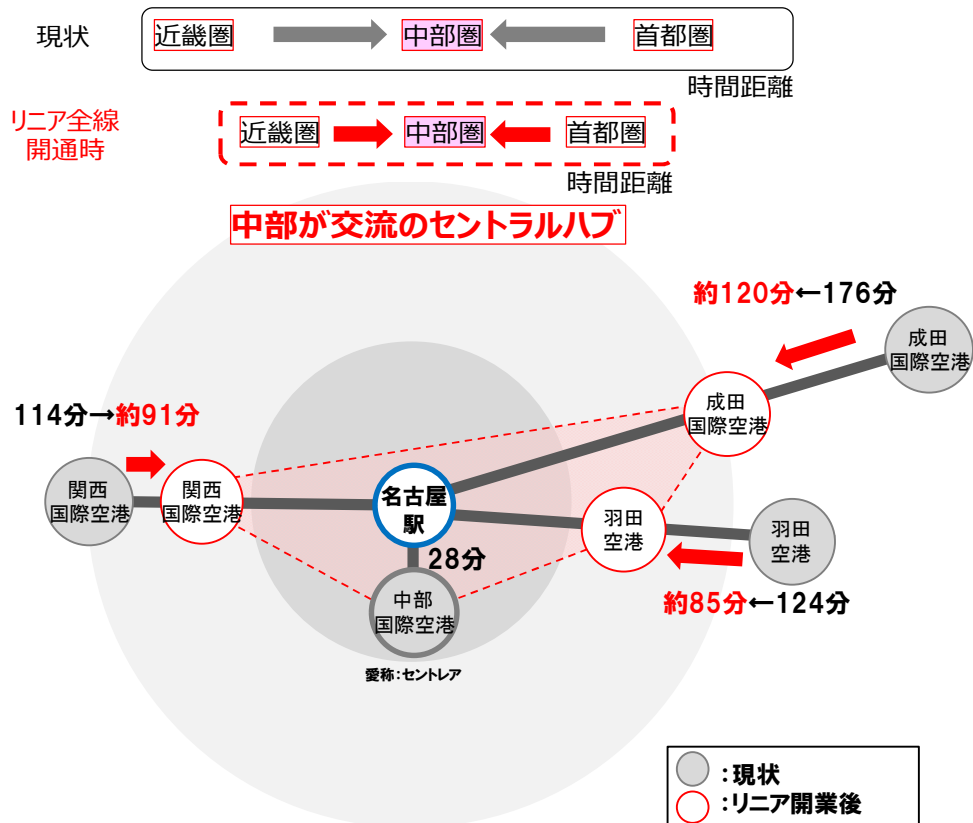 現状
近畿圏
中部圏
首都圏
時間距離
リニア全線
開通時
近畿圏
中部圏
首都圏
時間距離
中部が交流のセントラルハブ
約120分←176分
成田
国際空港
成田
国際空港
114分→約91分
関西
国際空港
関西
国際空港
名古屋
駅
羽田
空港
羽田
空港
28分
約85分←124分
中部
国際空港
愛称:セントレア
:現状
:リニア開業後